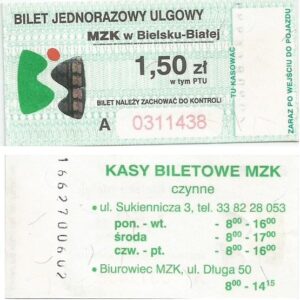 BILET JEDNORAZOWY ULGOWY
MZK w Bielsku-Białej
1,50 zł
w tym PTU
BILET NALEŻY ZACHOWAĆ DO KONTROLI
A 0311438
TU KASOWAĆ
ZARAZ PO WEJŚCIU DO POJAZDU
KASY BILETOWE MZK
czynne
• ul. Sukiennicza 3, tel. 33 82 28 053
pon. - wt. - 8⁰⁰ - 16⁰⁰
środa - 8⁰⁰ - 17⁰⁰
czw. - pt. - 8⁰⁰ - 16⁰⁰
• Biurowiec MZK, ul. Długa 50
8⁰⁰ - 14¹⁵